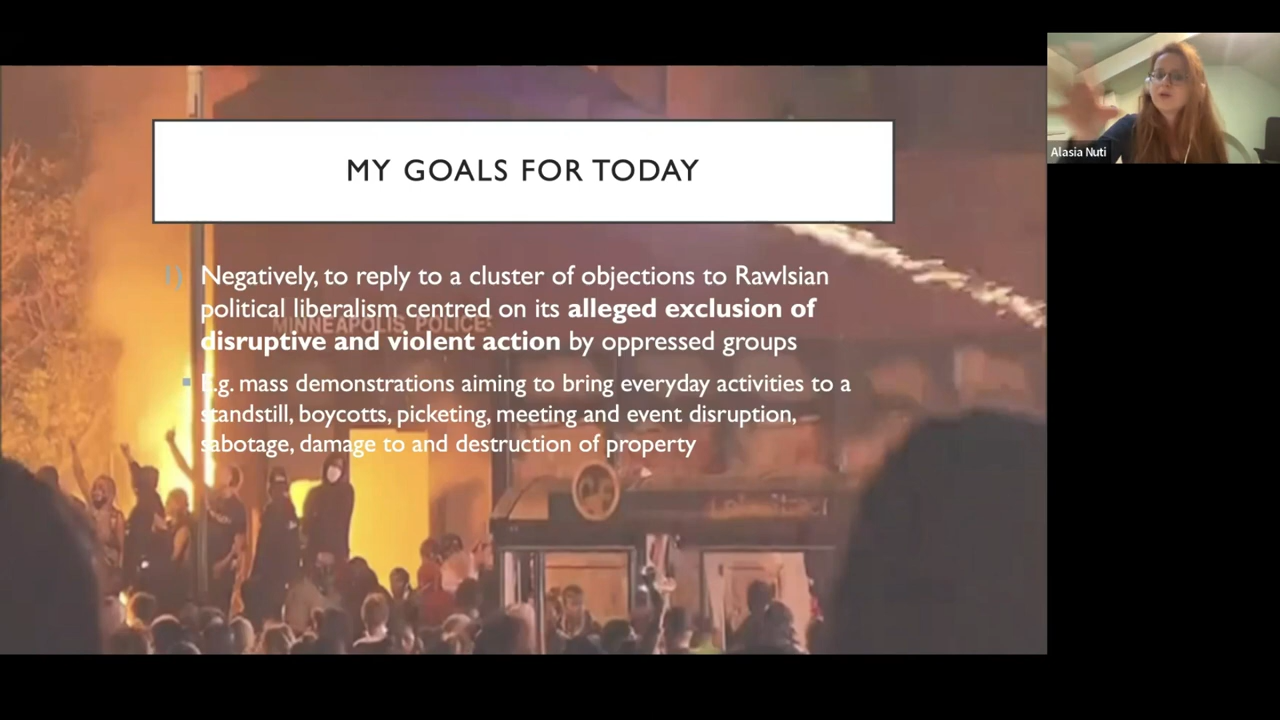 MY GOALS FOR TODAY
1) Negatively, to reply to a cluster of objections to Rawlsian
political liberalism centred on its alleged exclusion of
MINNEAPOLIS POLICE
disruptive and violent action by oppressed groups
E.g. mass demonstrations aiming to bring everyday activities to a
standstill, boycotts, picketing, meeting and event disruption,
sabotage, damage to and destruction of property
Alasia Nuti